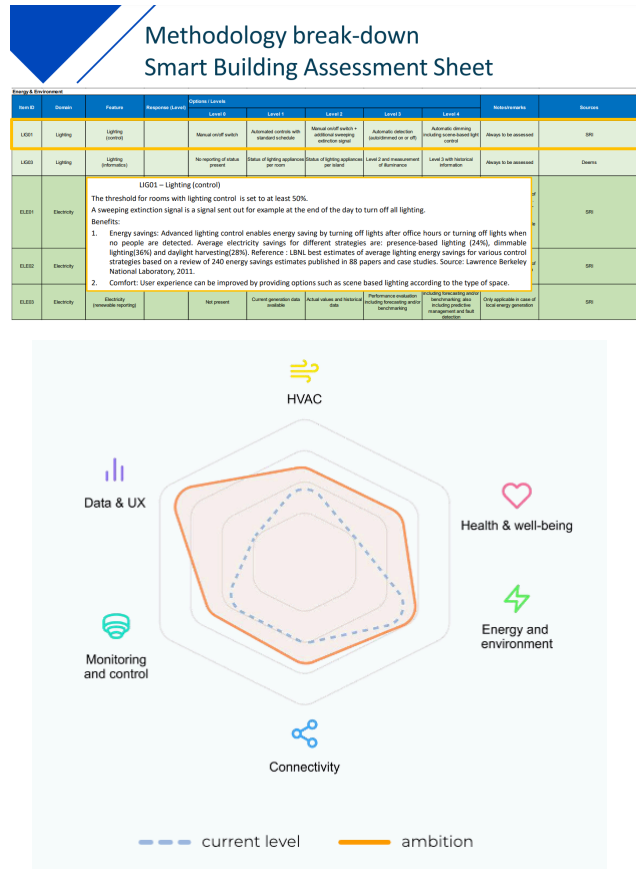 Methodology break-down
Smart Building Assessment Sheet
Energy & Environment
Item ID Domain Feature Response (Level) Options / Levels Notes/remarks Sources
Level 0 Level 1 Level 2 Level 3 Level 4
LIG01 Lighting Lighting (control) Manual on/off switch Automated controls with standard schedule Manual on/off switch + additional sweeping extinction signal Automatic detection (auto/dimmed on or off) Automatic dimming including scene-based light control Always to be assessed SRI
LIG03 Lighting Lighting (informatics) No reporting of status present Status of lighting appliances per room Status of lighting appliances per island Level 2 and measurement of illuminance Level 3 with historical information Always to be assessed Deerns
ELE01 Electricity SRI
LIG01 – Lighting (control)
The threshold for rooms with lighting control is set to at least 50%.
A sweeping extinction signal is a signal sent out for example at the end of the day to turn off all lighting.
Benefits:
1. Energy savings: Advanced lighting control enables energy saving by turning off lights after office hours or turning off lights when
no people are detected. Average electricity savings for different strategies are: presence-based lighting (24%), dimmable
lighting(36%) and daylight harvesting(28%). Reference : LBNL best estimates of average lighting energy savings for various control
strategies based on a review of 240 energy savings estimates published in 88 papers and case studies. Source: Lawrence Berkeley
National Laboratory, 2011.
2. Comfort: User experience can be improved by providing options such as scene based lighting according to the type of space.
ELE02 Electricity SRI
ELE03 Electricity Electricity (renewable reporting) Not present Current generation data available Actual values and historical data Performance evaluation including forecasting and/or benchmarking including forecasting and/or benchmarking; also including predictive management and fault detection Only applicable in case of local energy generation SRI
HVAC
Data & UX
Health & well-being
Energy and
environment
Monitoring
and control
Connectivity
current level
ambition